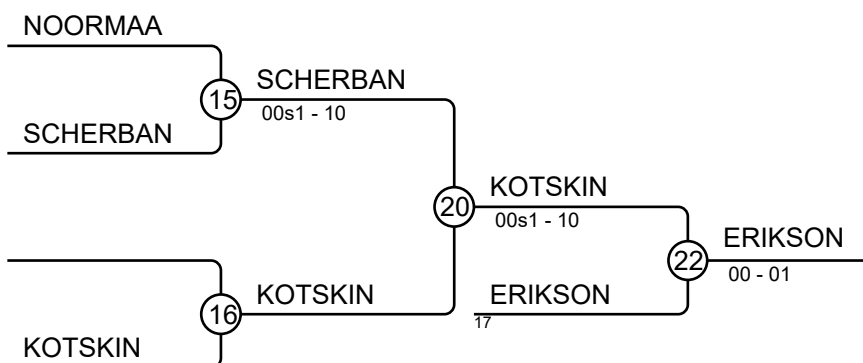 NOORMAA
15
SCHERBAN
00s1 - 10
SCHERBAN
20
KOTSKIN
00s1 - 10
22
ERIKSON
00 - 01
16
KOTSKIN
ERIKSON
17
KOTSKIN